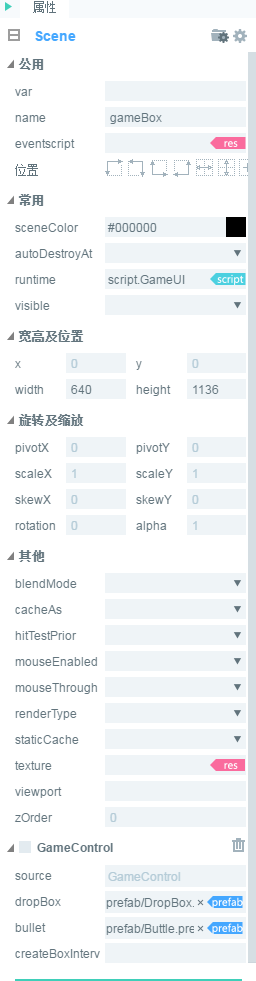 属性
Scene
公用
var
name gameBox
eventscript res
位置
常用
sceneColor #000000
autoDestroyAt
runtime script.GameUI script
visible
宽高及位置
x 0 y 0
width 640 height 1136
旋转及缩放
pivotX 0 pivotY 0
scaleX 1 scaleY 1
skewX 0 skewY 0
rotation 0 alpha 1
其他
blendMode
cacheAs
hitTestPrior
mouseEnabled
mouseThrough
renderType
staticCache
texture res
viewport
zOrder 0
GameControl
source GameControl
dropBox prefab/DropBox. × prefab
bullet prefab/Buttle.pre × prefab
createBoxInterv